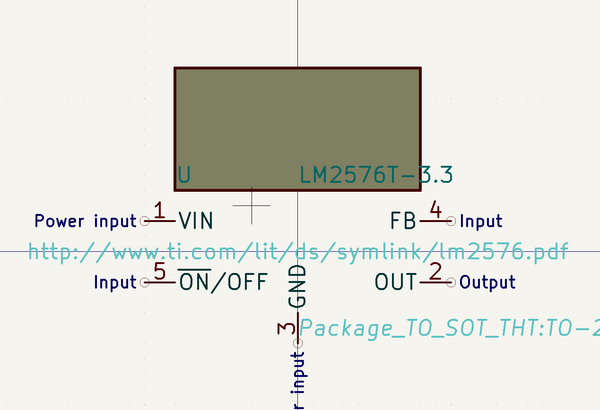 U LM2576T-3.3
Power input 1 VIN FB 4 Input
http://www.ti.com/lit/ds/symlink/lm2576.pdf
Input 5 ON/OFF OUT 2 Output
GND
3 Package_TO_SOT_THT:TO-2
input